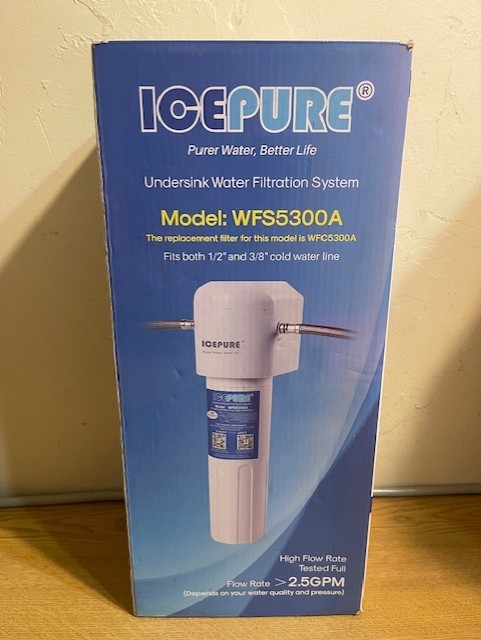 ICEPURE®
Purer Water, Better Life
Undersink Water Filtration System
Model: WFS5300A
The replacement filter for this model is WFC5300A
Fits both 1/2" and 3/8" cold water line
ICEPURE®
ICEPURE
High Flow Rate
Tested Full
Flow Rate > 2.5GPM
(Depends on your water quality and pressure)